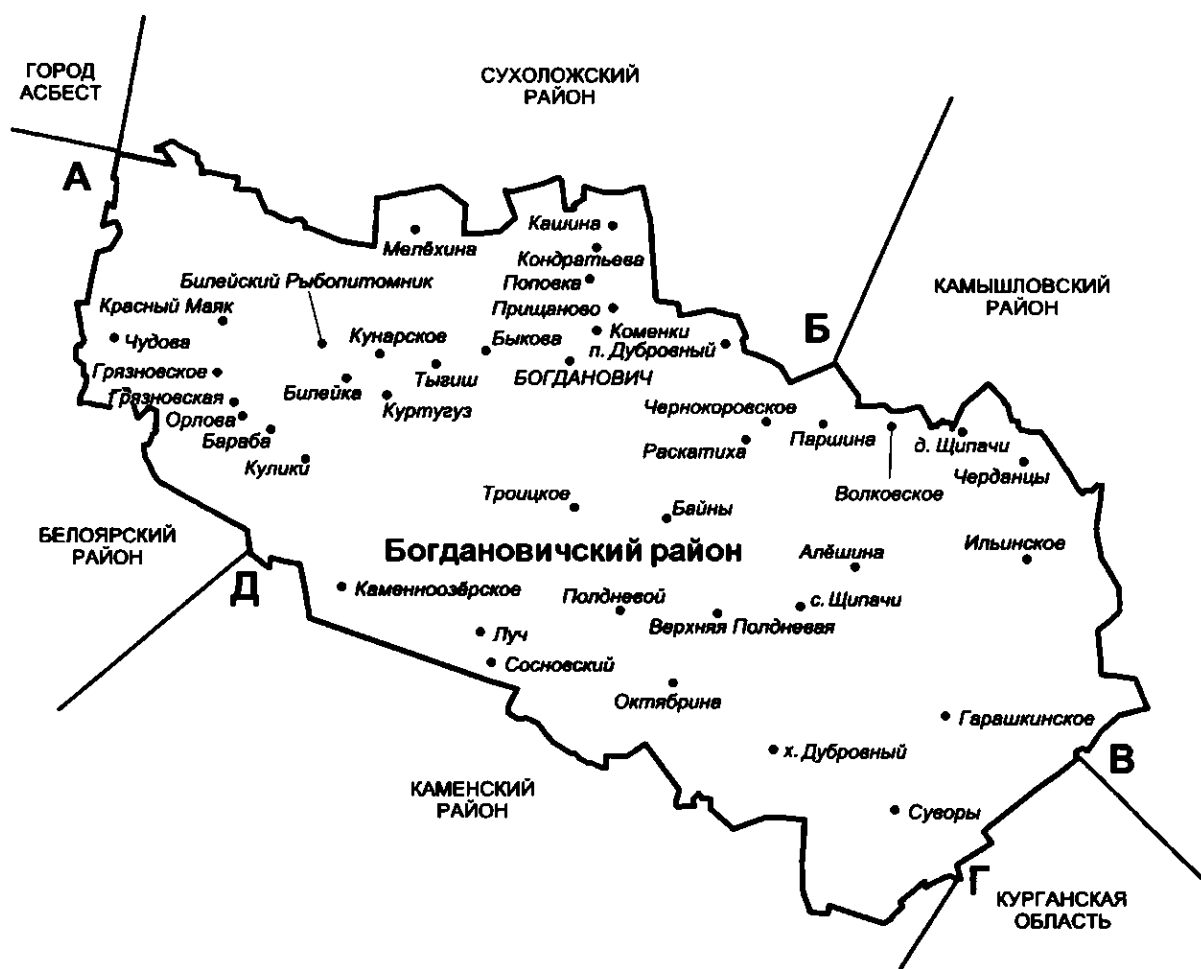 ГОРОД
АСБЕСТ
СУХОЛОЖСКИЙ
РАЙОН
А
Кашина
Мелёхина
Кондратьева
Билейский Рыбопитомник
Поповка
КАМЫШЛОВСКИЙ
РАЙОН
Красный Маяк
Прищаново
Б
Чудова
Кунарское
Быкова
Коменки
п. Дубровный
Грязновское
Тыгиш
БОГДАНОВИЧ
Грязновская
Билейка
Куртугуз
Чернокоровское
Орлова
Бараба
Раскатиха
Паршина
д. Щипачи
Кулики
Черданцы
Троицкое
Байны
Волковское
БЕЛОЯРСКИЙ
РАЙОН
Богдановичский район
Алёшина
Ильинское
Д
Каменноозёрское
Полдневой
с. Щипачи
Верхняя Полдневая
Луч
Сосновский
Октябрина
Гарашкинское
х. Дубровный
В
КАМЕНСКИЙ
РАЙОН
Суворы
Г
КУРГАНСКАЯ
ОБЛАСТЬ